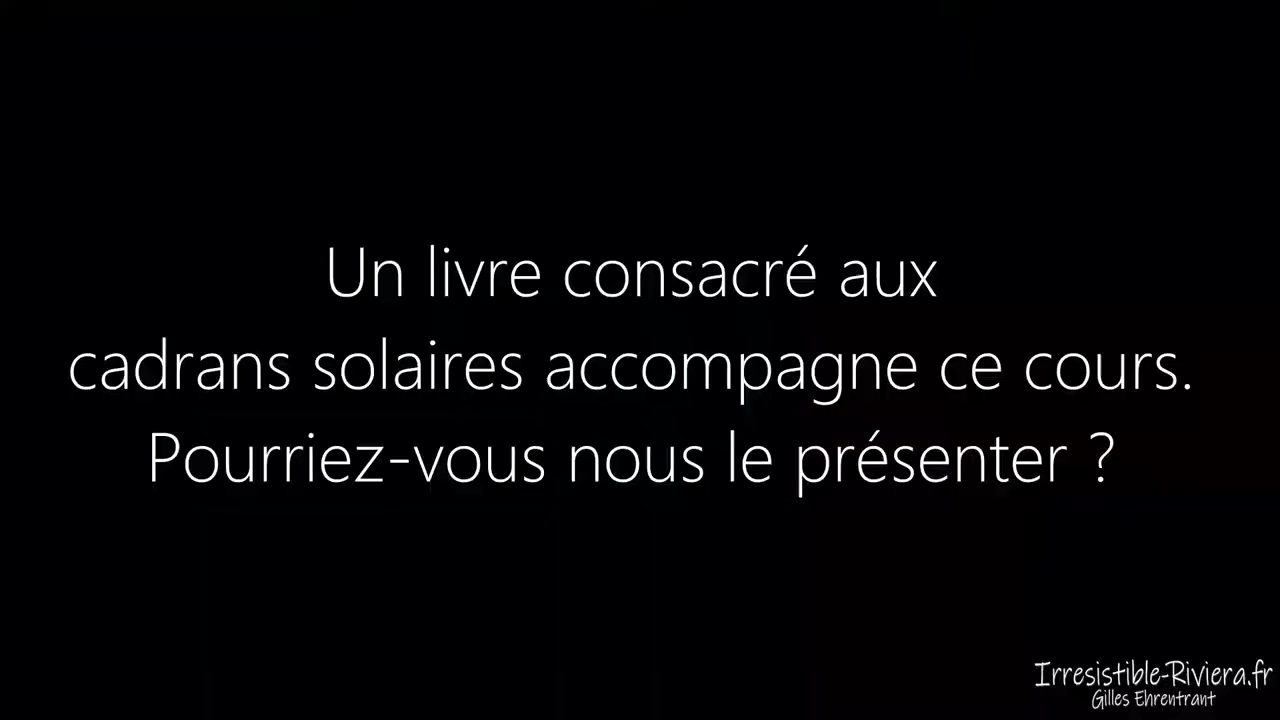 Un livre consacré aux
cadrans solaires accompagne ce cours.
Pourriez-vous nous le présenter ?
Irresistible-Riviera.fr
Gilles Ehrentrant